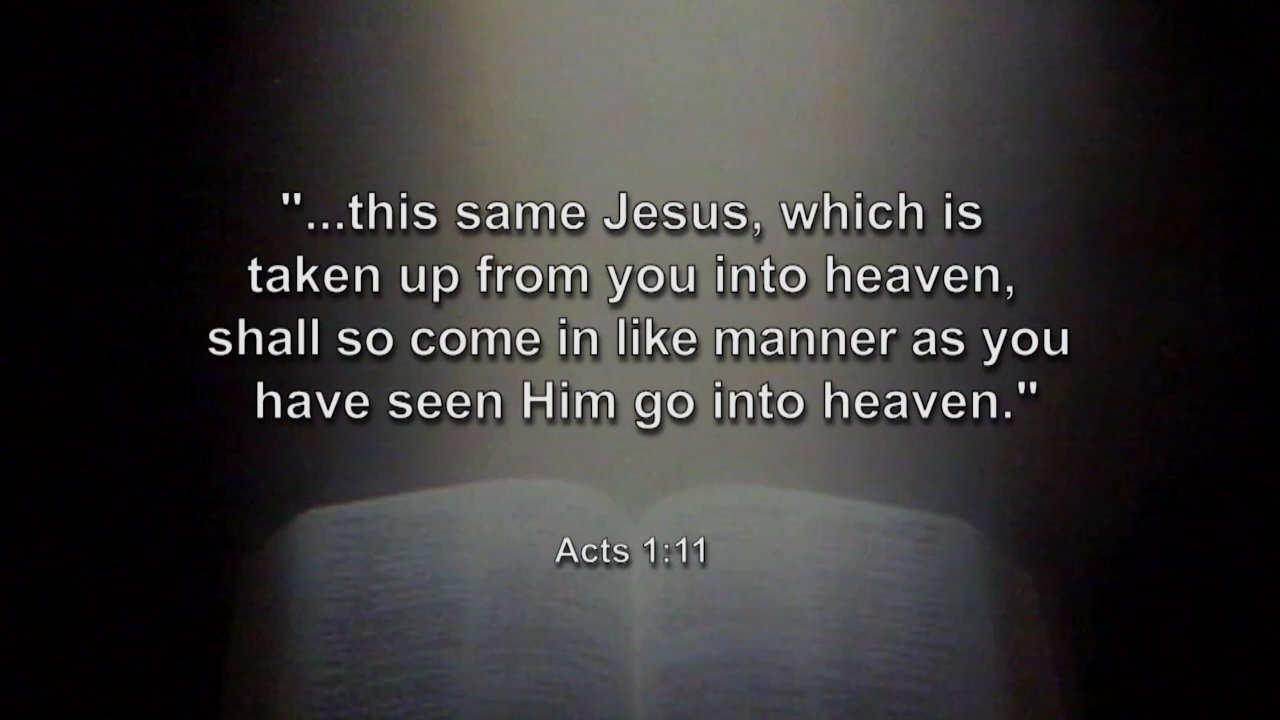 "...this same Jesus, which is
taken up from you into heaven,
shall so come in like manner as you
have seen Him go into heaven."
Acts 1:11